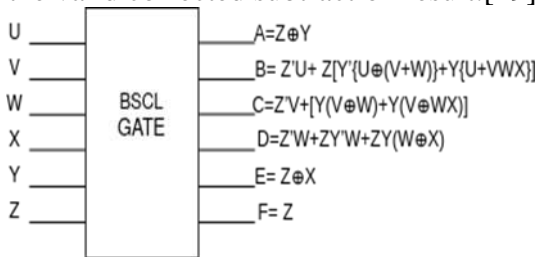 U
A=Z⊕Y
V
B= Z'U+ Z[Y'{U⊕(V+W)}+Y{U+VWX}]
W
C=Z'V+[Y(V⊕W)+Y(V⊕WX)]
BSCL
GATE
X
D=Z'W+ZY'W+ZY(W⊕X)
Y
E= Z⊕X
Z
F= Z